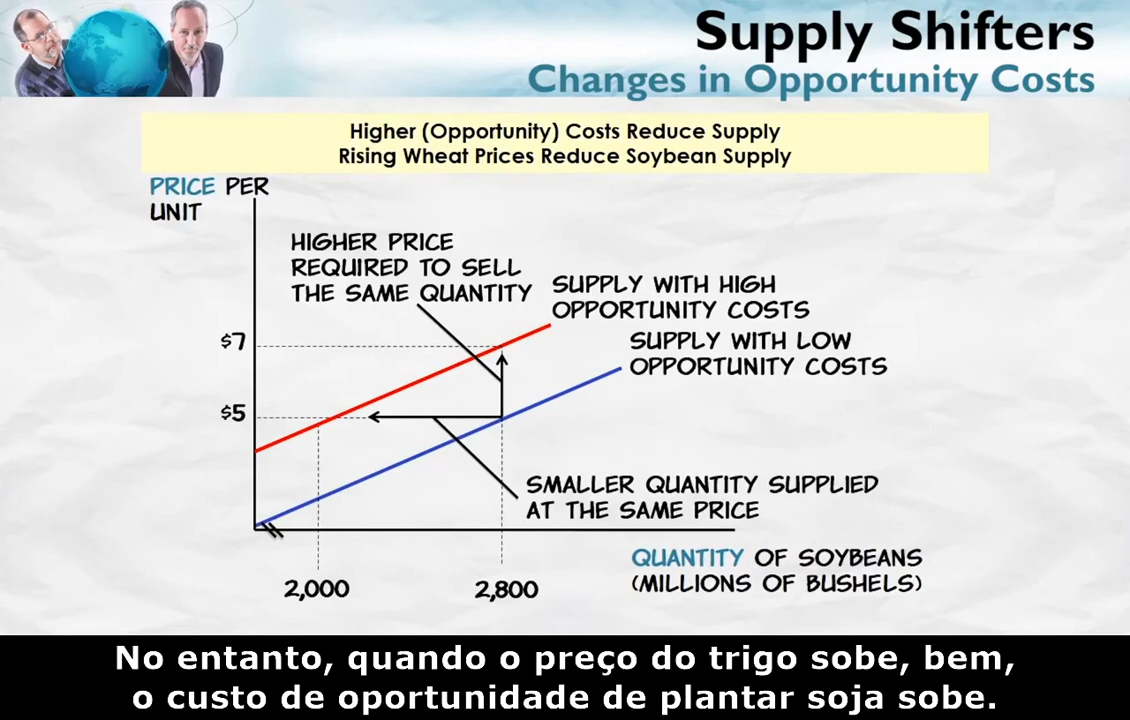 Supply Shifters
Changes in Opportunity Costs
Higher (Opportunity) Costs Reduce Supply
Rising Wheat Prices Reduce Soybean Supply
PRICE PER
UNIT
HIGHER PRICE
REQUIRED TO SELL
THE SAME QUANTITY
SUPPLY WITH HIGH
OPPORTUNITY COSTS
SUPPLY WITH LOW
OPPORTUNITY COSTS
$7
$5
SMALLER QUANTITY SUPPLIED
AT THE SAME PRICE
QUANTITY OF SOYBEANS
(MILLIONS OF BUSHELS)
2,000
2,800
No entanto, quando o preço do trigo sobe, bem,
o custo de oportunidade de plantar soja sobe.